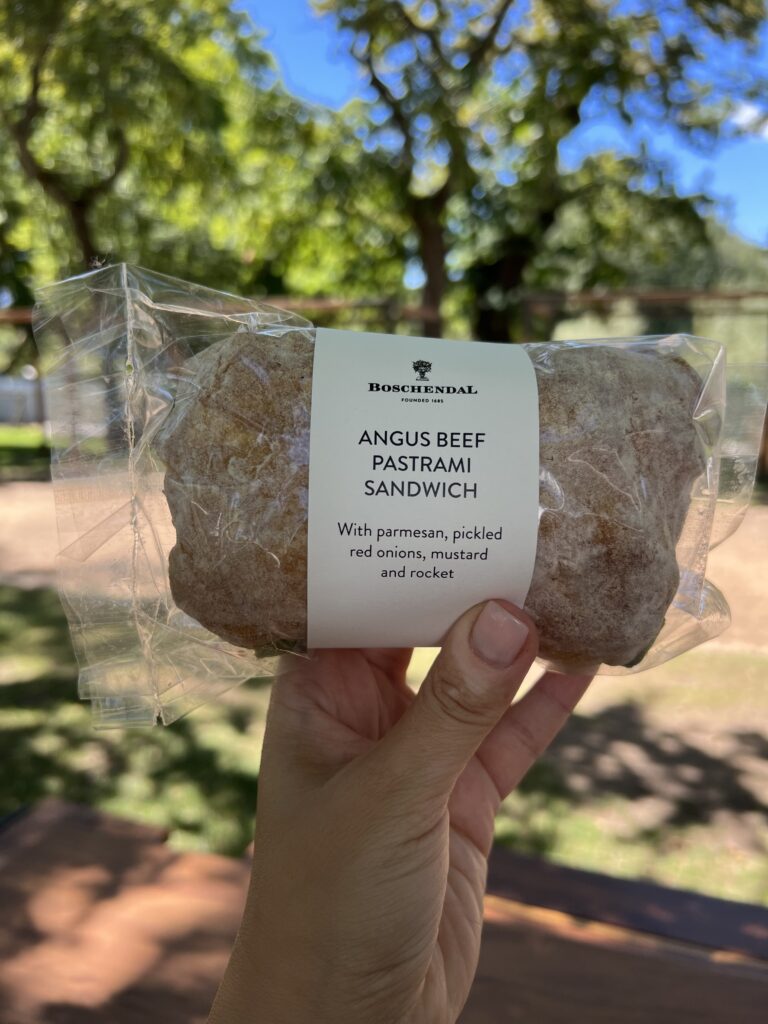 BOSCHENDAL
FOUNDED 1685
ANGUS BEEF
PASTRAMI
SANDWICH
With parmesan, pickled
red onions, mustard
and rocket